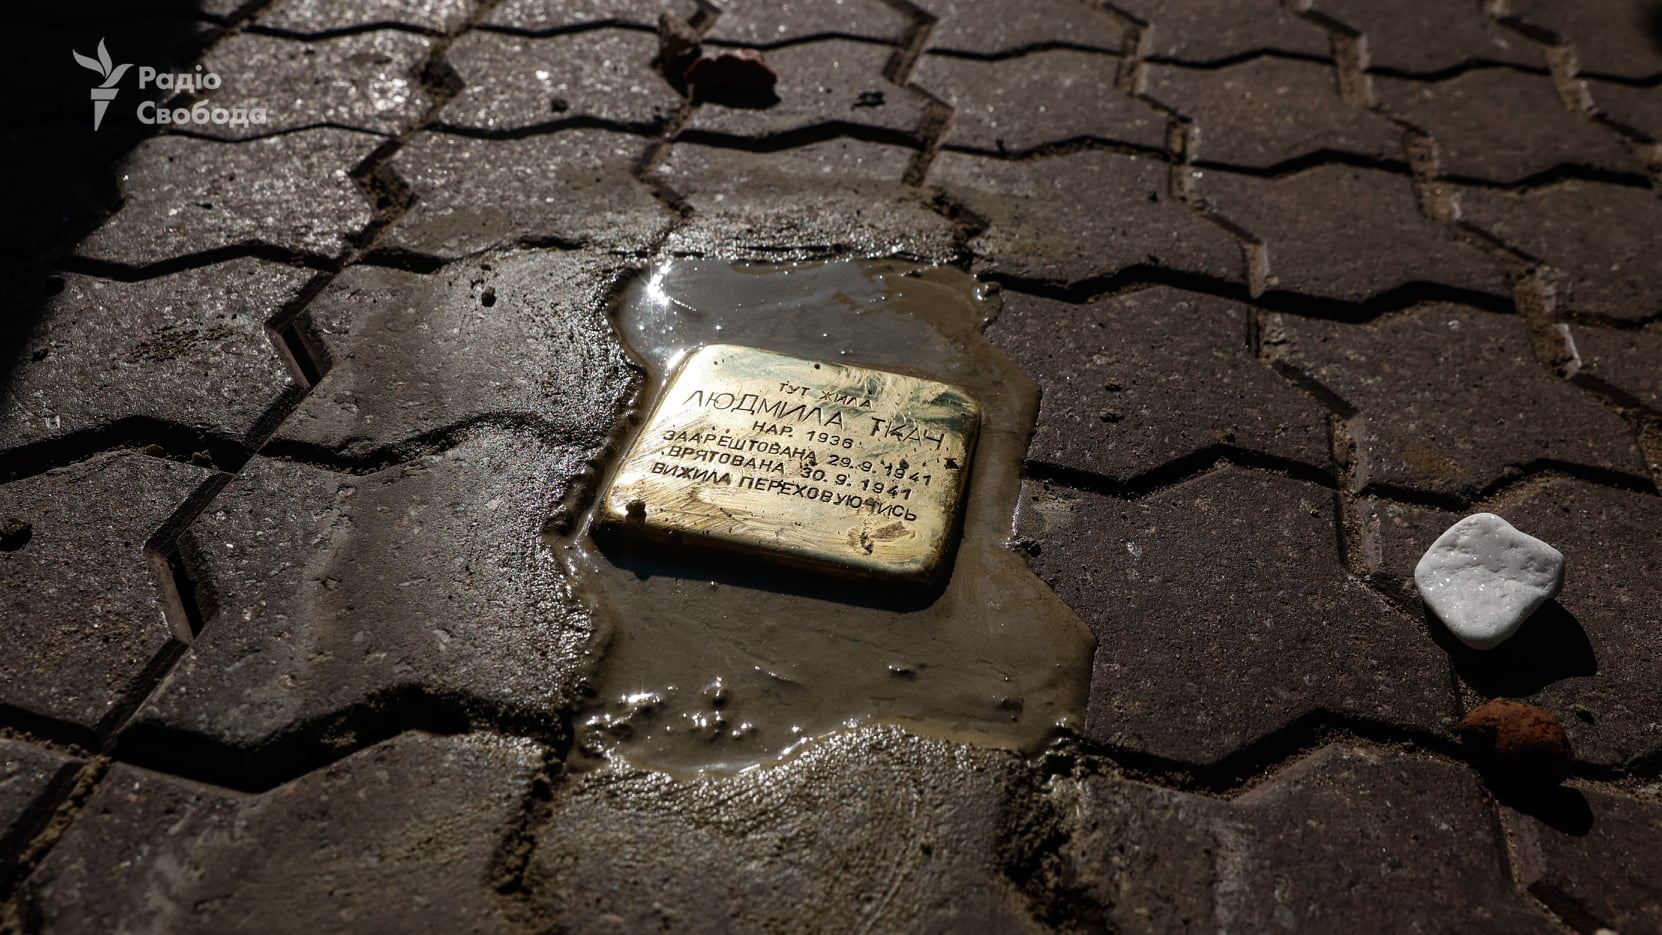 Радіо
Свобода
ТУТ ЖИЛА
ЛЮДМИЛА ТКАЧ
НАР. 1936
ЗААРЕШТОВАНА 29.9.1941
ВРЯТОВАНА 30.9.1941
ВИЖИЛА ПЕРЕХОВУЮЧИСЬ